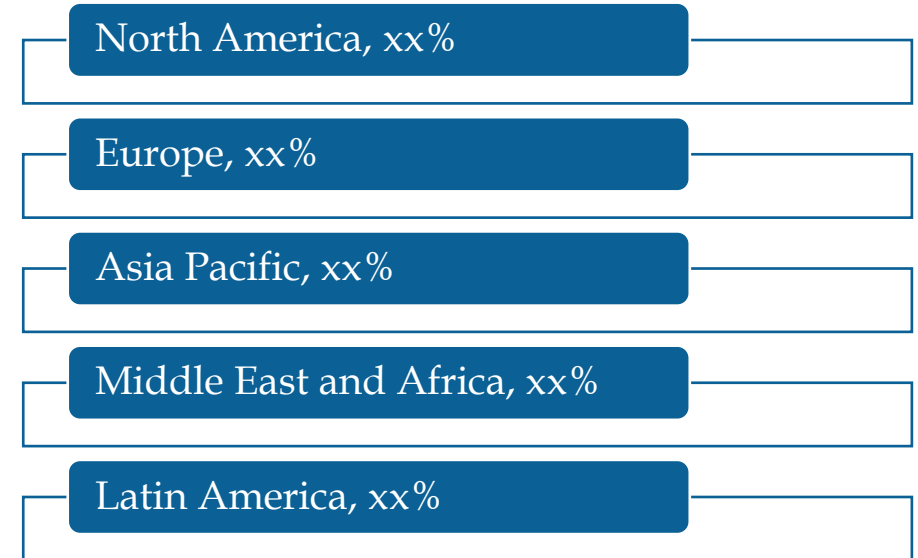 North America, xx%
Europe, xx%
Asia Pacific, xx%
Middle East and Africa, xx%
Latin America, xx%